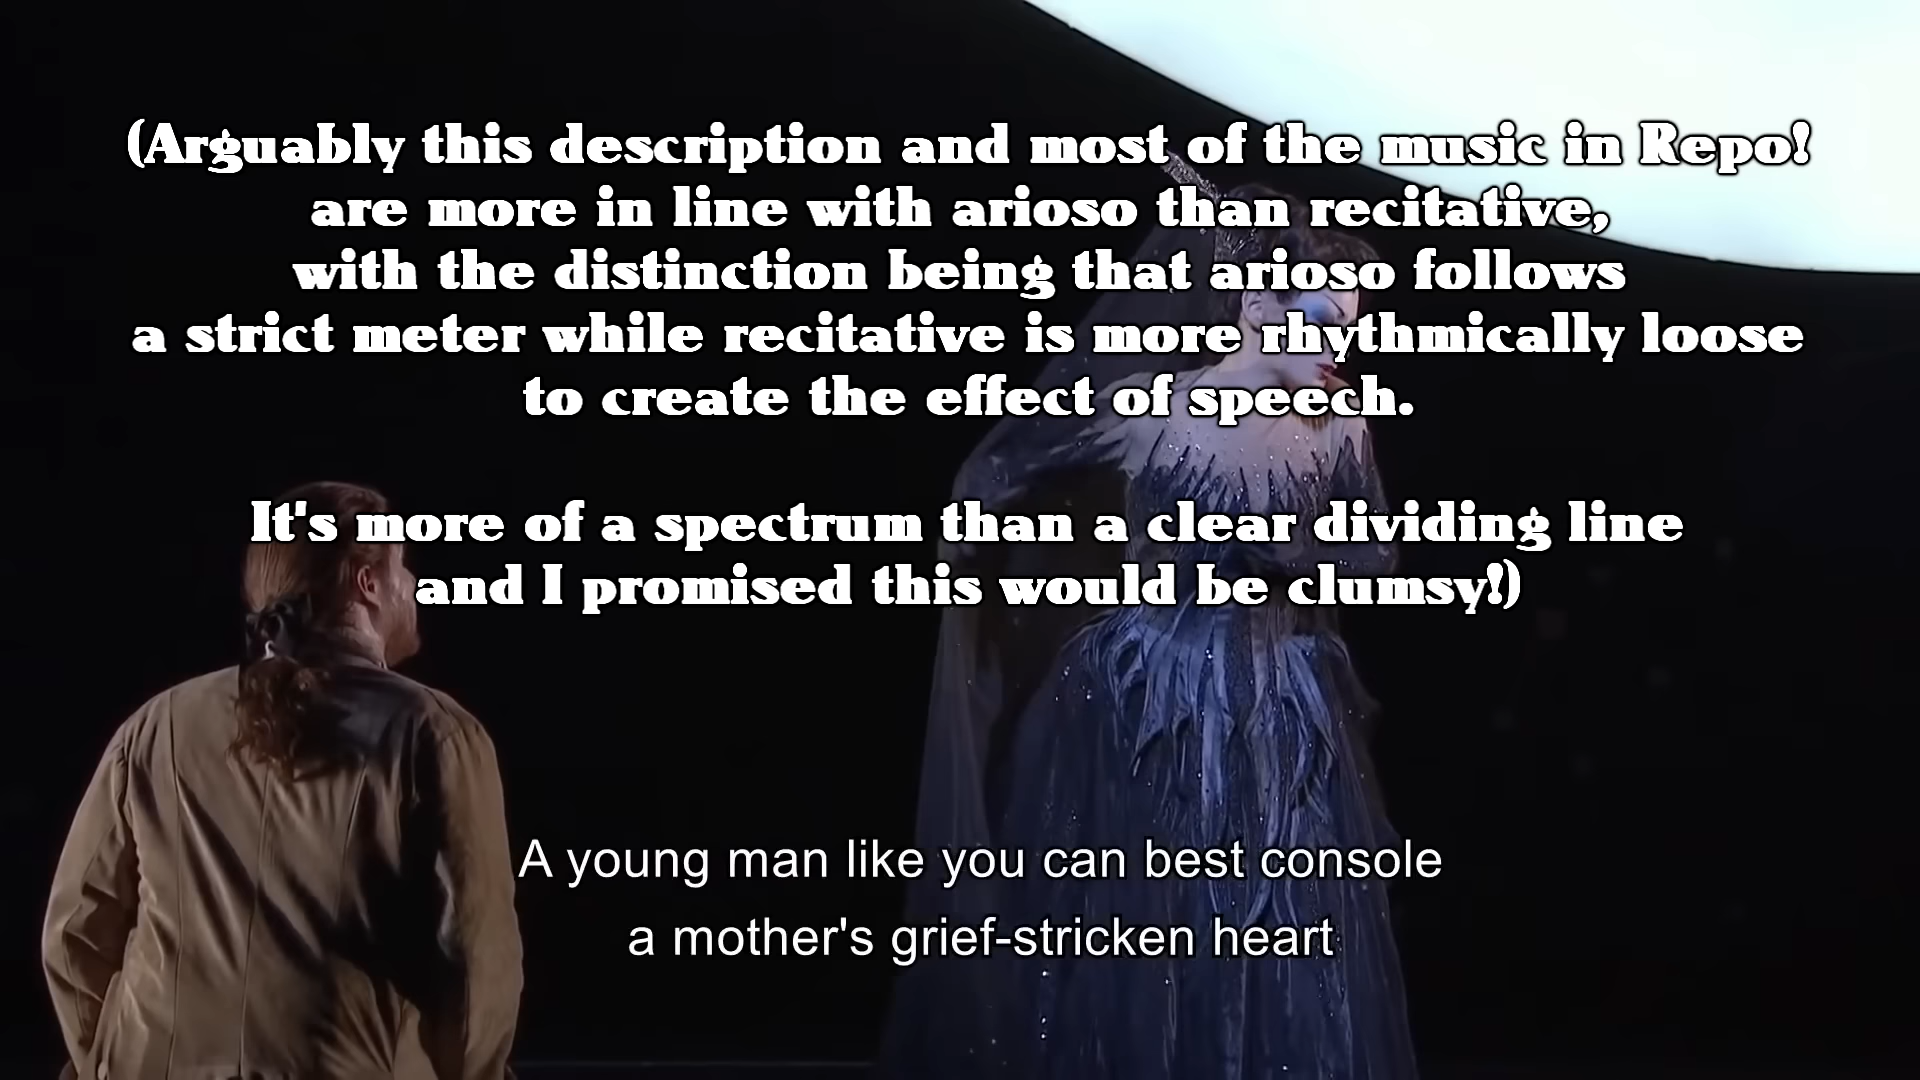 (Arguably this description and most of the music in Repo!
are more in line with arioso than recitative,
with the distinction being that arioso follows
a strict meter while recitative is more rhythmically loose
to create the effect of speech.
It's more of a spectrum than a clear dividing line
and I promised this would be clumsy!)
A young man like you can best console
a mother's grief-stricken heart